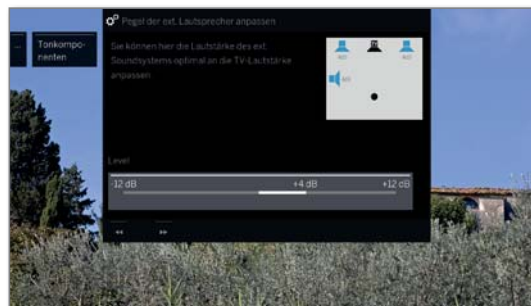 Pegel der ext. Lautsprecher anpassen
...
Tonkompo-
nenten
Sie können hier die Lautstärke des ext.
Soundsystems optimal an die TV-Lautstärke
anpassen
Level
-12 dB +4 dB +12 dB